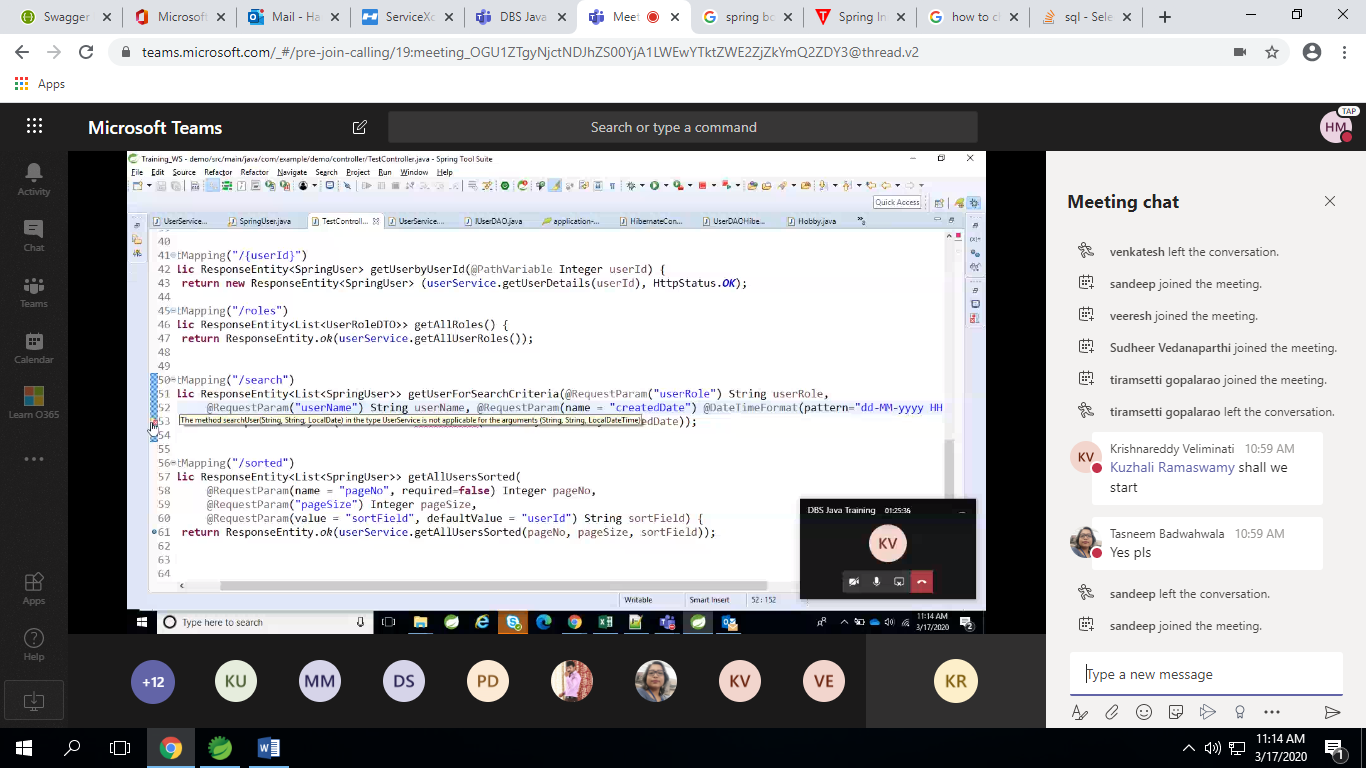 Swagger
Microsoft
Mail - Ha
ServiceXc
DBS Java
Meet
spring bo
Spring In
how to cl
sql - Sele
teams.microsoft.com/_#/pre-join-calling/19:meeting_OGU1ZTgyNjctNDJhZS00YjA1LWEwYTktZWE2ZjZkYmQ2ZDY3@thread.v2
Apps
Microsoft Teams
Search or type a command
HM
TAP
Activity
Chat
Teams
Calendar
Learn O365
Apps
Help
Training_WS - demo/src/main/java/com/example/demo/controller/TestController.java - Spring Tool Suite
File Edit Source Refactor Refactor Navigate Search Project Run Window Help
Quick Access
UserService...
SpringUser.java
TestControll...
UserService....
IUserDAO.java
application-...
HibernateCon...
UserDAOHibe...
Hobby.java
40
41 tMapping("/{userId}")
42 lic ResponseEntity<SpringUser> getUserbyUserId(@PathVariable Integer userId) {
43 return new ResponseEntity<SpringUser> (userService.getUserDetails(userId), HttpStatus.OK);
44
45 tMapping("/roles")
46 lic ResponseEntity<List<UserRoleDTO>> getAllRoles() {
47 return ResponseEntity.ok(userService.getAllUserRoles());
48
49
50 tMapping("/search")
51 lic ResponseEntity<List<SpringUser>> getUserForSearchCriteria(@RequestParam("userRole") String userRole,
52 @RequestParam("userName") String userName, @RequestParam(name = "createdDate") @DateTimeFormat(pattern="dd-MM-yyyy HH
The method searchUser(String, String, LocalDate) in the type UserService is not applicable for the arguments (String, String, LocalDateTime)
53 edDate));
54
55
56 tMapping("/sorted")
57 lic ResponseEntity<List<SpringUser>> getAllUsersSorted(
58 @RequestParam(name = "pageNo", required=false) Integer pageNo,
59 @RequestParam("pageSize") Integer pageSize,
60 @RequestParam(value = "sortField", defaultValue = "userId") String sortField) {
61 return ResponseEntity.ok(userService.getAllUsersSorted(pageNo, pageSize, sortField));
62
63
64
DBS Java Training 01:25:36
KV
Writable
Smart Insert
52 : 152
Type here to search
11:14 AM
3/17/2020
2
+12
KU
MM
DS
PD
KV
VE
KR
Meeting chat
venkatesh left the conversation.
sandeep joined the meeting.
veeresh joined the meeting.
Sudheer Vedanaparthi joined the meeting.
tiramsetti gopalarao joined the meeting.
tiramsetti gopalarao left the conversation.
KV
Krishnareddy Veliminati 10:59 AM
Kuzhali Ramaswamy shall we
start
Tasneem Badwahwala 10:59 AM
Yes pls
sandeep left the conversation.
sandeep joined the meeting.
Type a new message
11:14 AM
3/17/2020
1